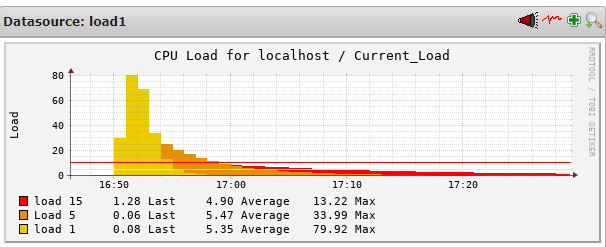 Datasource: load1
CPU Load for localhost / Current_Load
RRDTOOL / TOBI OETIKER
Load
80
60
40
20
0
16:50 17:00 17:10 17:20
load 15 1.28 Last 4.90 Average 13.22 Max
Load 5 0.06 Last 5.47 Average 33.99 Max
load 1 0.08 Last 5.35 Average 79.92 Max